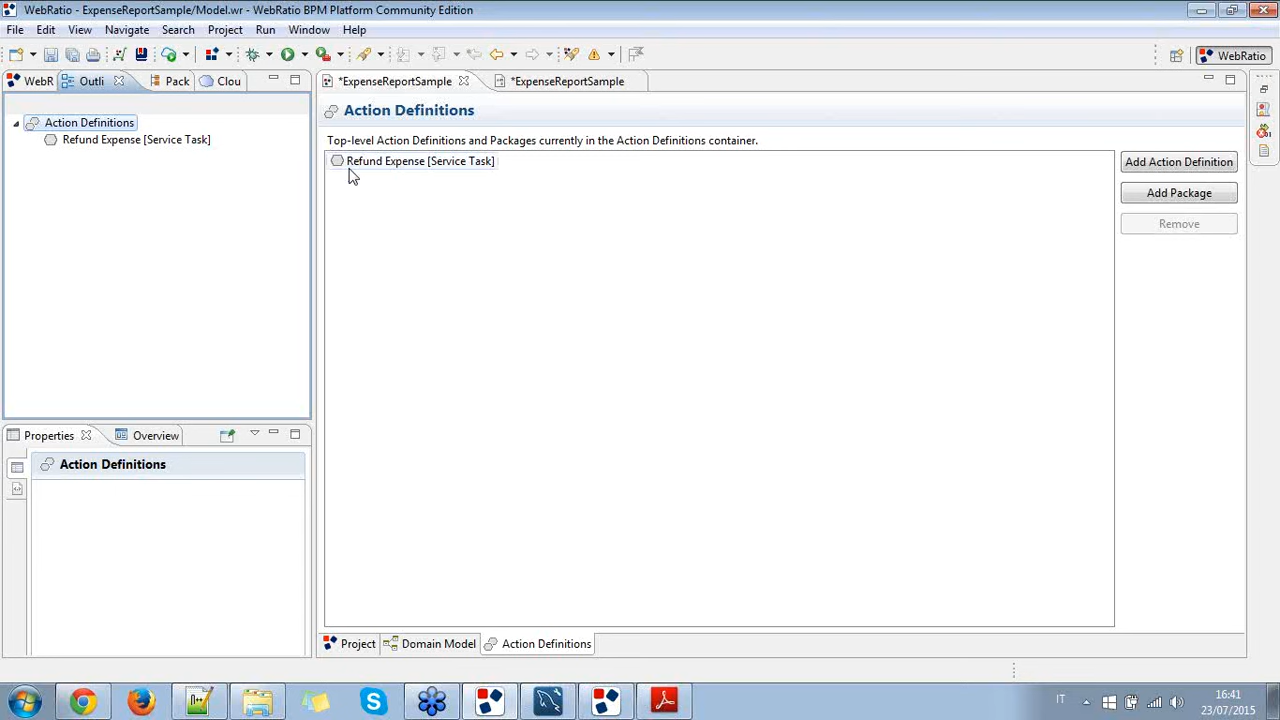 WebRatio - ExpenseReportSample/Model.wr - WebRatio BPM Platform Community Edition
File Edit View Navigate Search Project Run Window Help
WebRatio
WebR Outli Pack Clou
*ExpenseReportSample *ExpenseReportSample
Action Definitions
Refund Expense [Service Task]
Action Definitions
Top-level Action Definitions and Packages currently in the Action Definitions container.
Refund Expense [Service Task]
Add Action Definition
Add Package
Remove
Properties Overview
Action Definitions
Project Domain Model Action Definitions
IT
16:41
23/07/2015